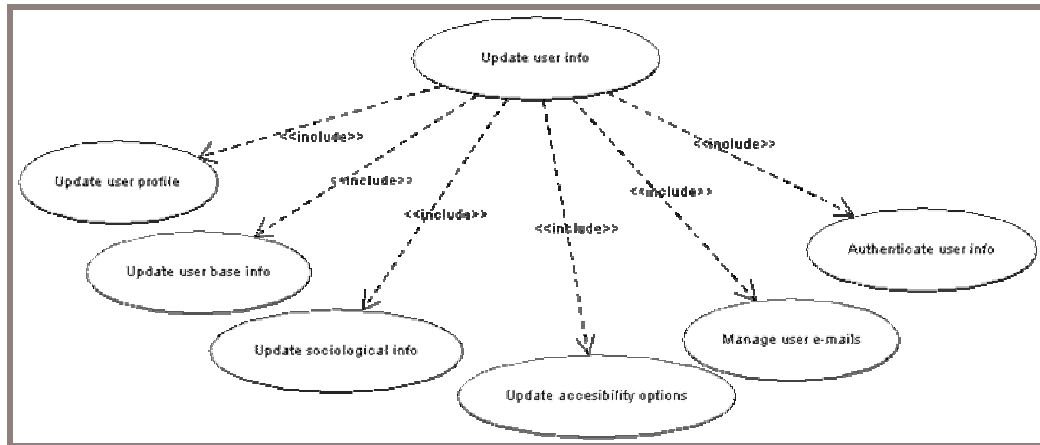 Update user info
<<include>>
<<include>>
<<include>>
<<include>>
<<include>>
<<include>>
Update user profile
Authenticate user info
Update user base info
Manage user e-mails
Update sociological info
Update accesibility options